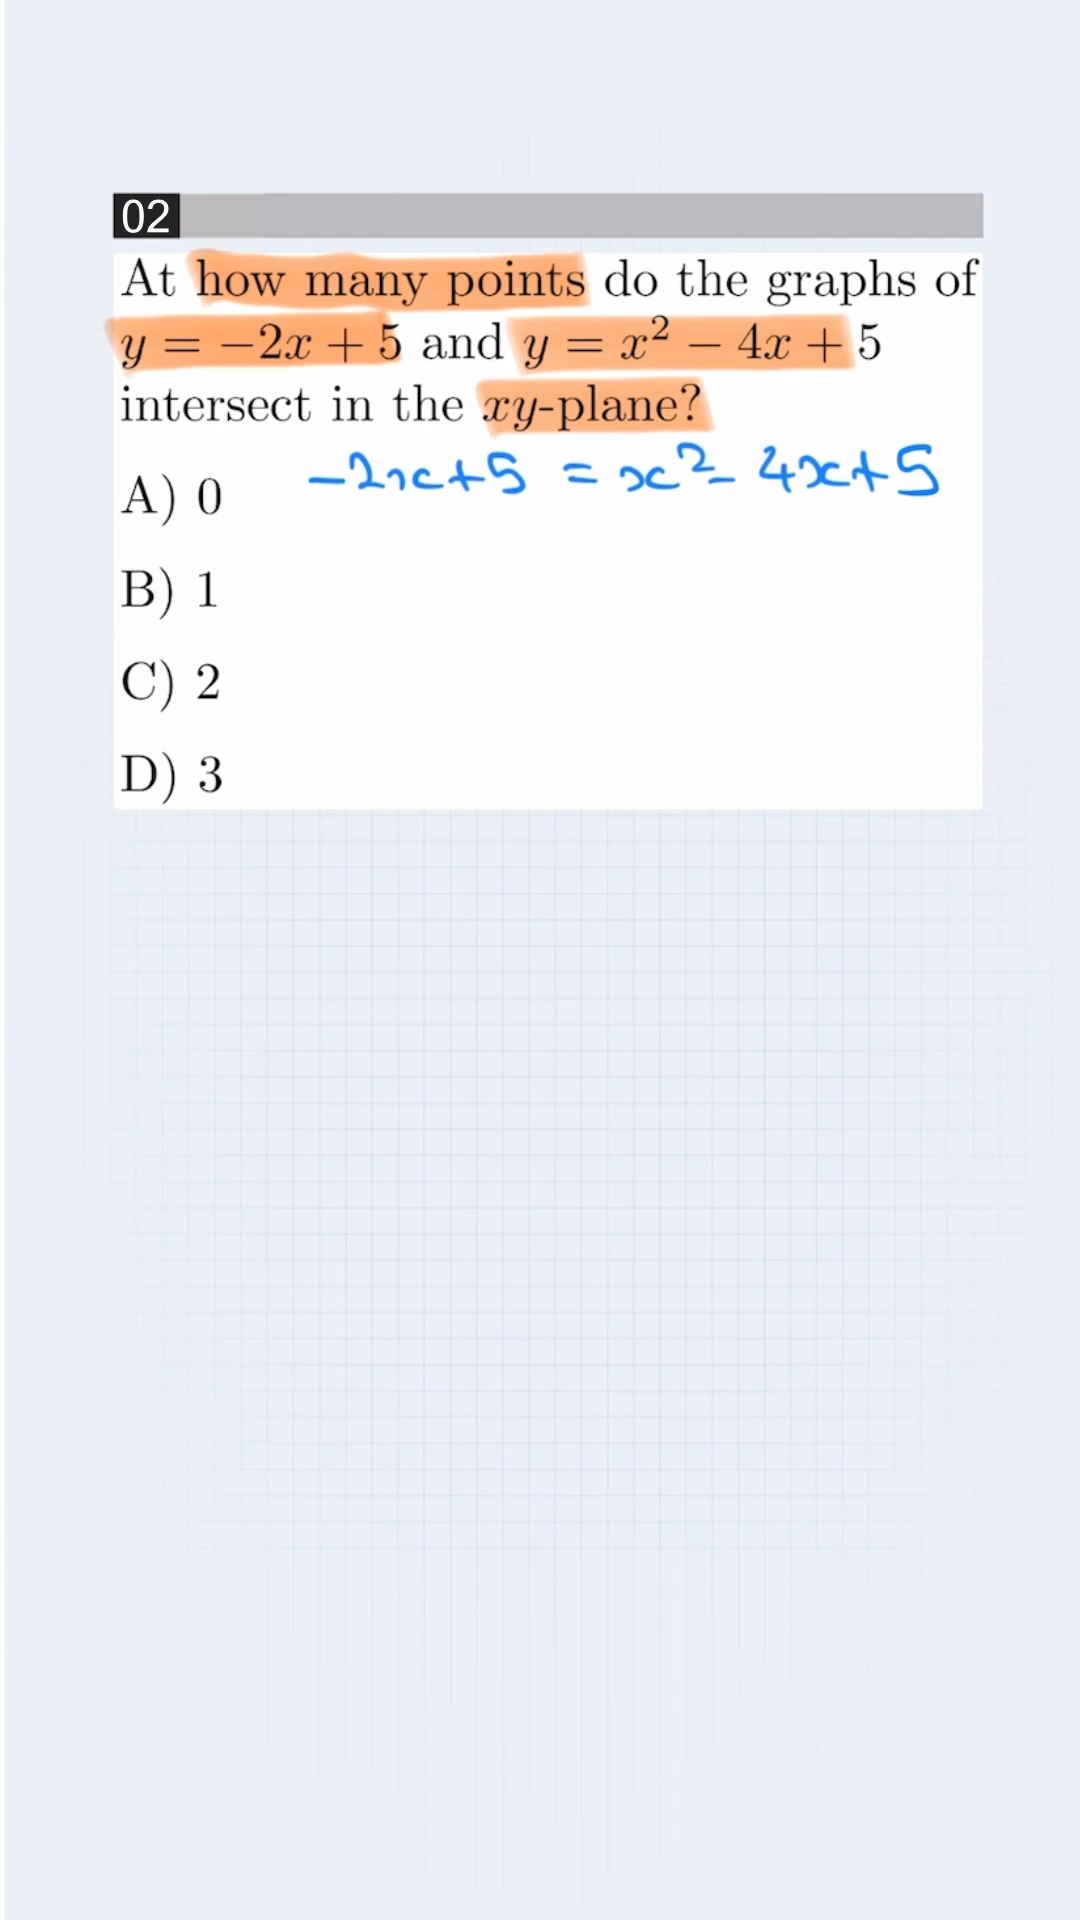 02
At how many points do the graphs of
y = −2x + 5 and y = x² − 4x + 5
intersect in the xy-plane?
−2x+5 = x²− 4x+5
A) 0
B) 1
C) 2
D) 3